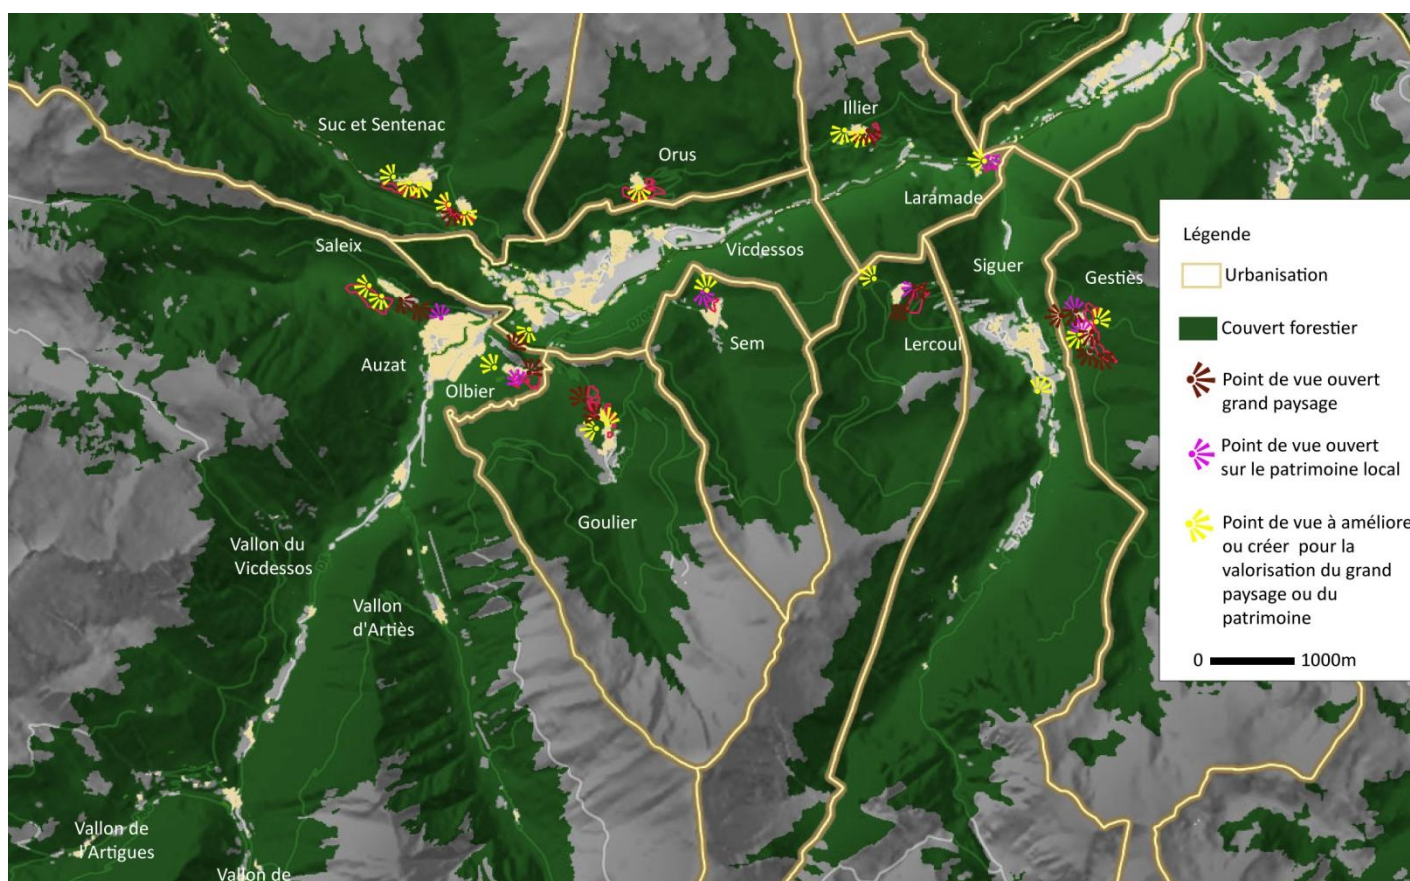 Illier
Suc et Sentenac
Orus
Laramade
Saleix
Vicdessos
Siguer
Gestiès
Sem
Lercoul
Auzat
Olbier
Goulier
Vallon du
Vicdessos
Vallon
d'Artiès
Vallon de
l'Artigues
Vallon de
Légende
Urbanisation
Couvert forestier
Point de vue ouvert
grand paysage
Point de vue ouvert
sur le patrimoine local
Point de vue à améliore
ou créer pour la
valorisation du grand
paysage ou du
patrimoine
0 1000m